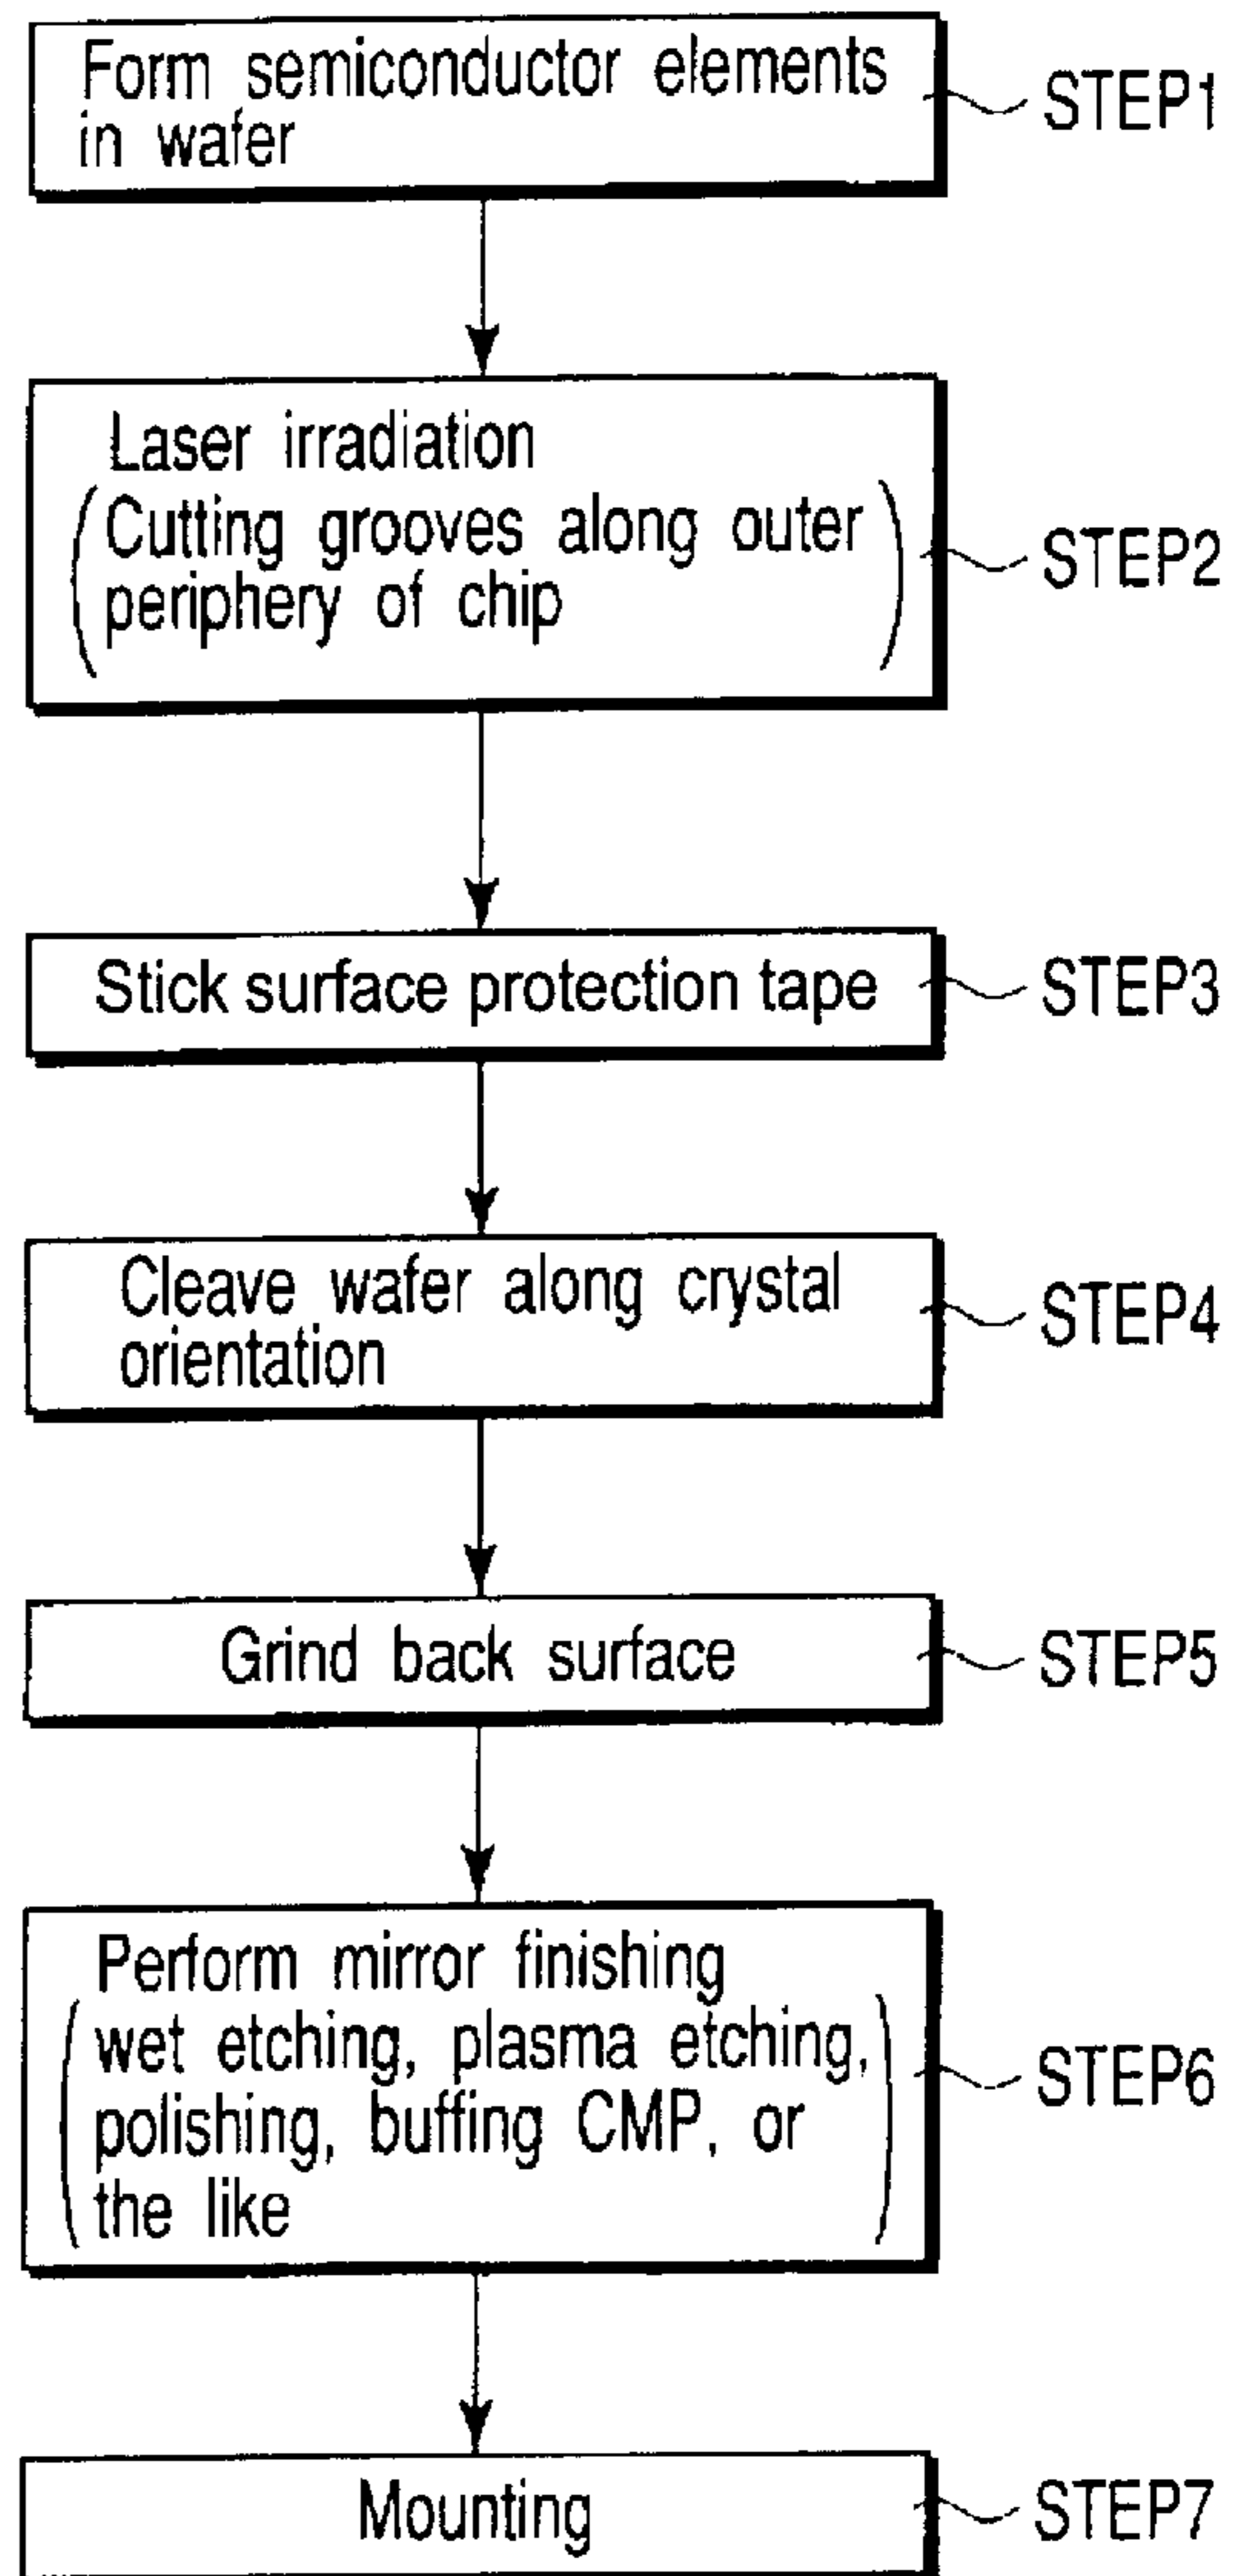 Form semiconductor elements
in wafer
STEP1
Laser irradiation
(Cutting grooves along outer
periphery of chip)
STEP2
Stick surface protection tape
STEP3
Cleave wafer along crystal
orientation
STEP4
Grind back surface
STEP5
Perform mirror finishing
(wet etching, plasma etching,
polishing, buffing CMP, or
the like)
STEP6
Mounting
STEP7